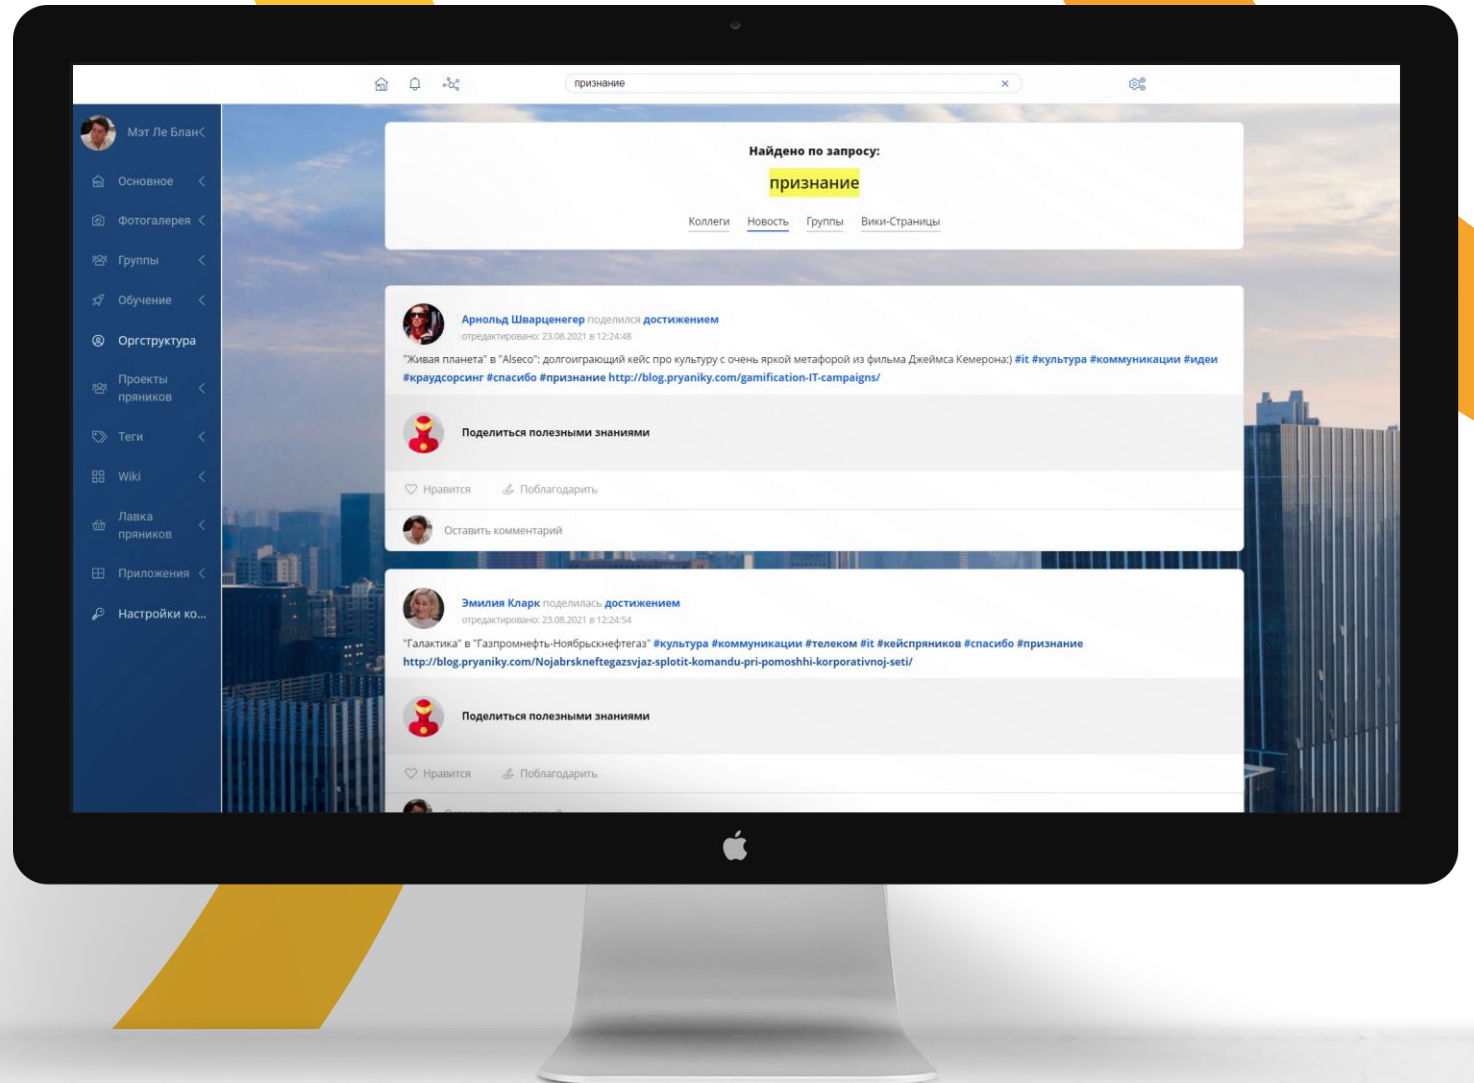 признание
Мэт Ле Блан
Основное
Фотогалерея
Группы
Обучение
Оргструктура
Проекты
пряников
Теги
Wiki
Лавка
пряников
Приложения
Настройки ко...
Найдено по запросу:
признание
Коллеги Новость Группы Вики-Страницы
Арнольд Шварценегер поделился достижением
отредактировано: 23.08.2021 в 12:24:48
"Живая планета" в "Alseco": долгоиграющий кейс про культуру с очень яркой метафорой из фильма Джеймса Кемерона:) #it #культура #коммуникации #идеи
#краудсорсинг #спасибо #признание http://blog.pryaniky.com/gamification-IT-campaigns/
Поделиться полезными знаниями
Нравится Поблагодарить
Оставить комментарий
Эмилия Кларк поделилась достижением
отредактировано: 23.08.2021 в 12:24:54
"Галактика" в "Газпромнефть-Ноябрьскнефтегаз" #культура #коммуникации #телеком #it #кейспряников #спасибо #признание
http://blog.pryaniky.com/Nojabrskneftegazsvjaz-splotit-komandu-pri-pomoshhi-korporativnoj-seti/
Поделиться полезными знаниями
Нравится Поблагодарить